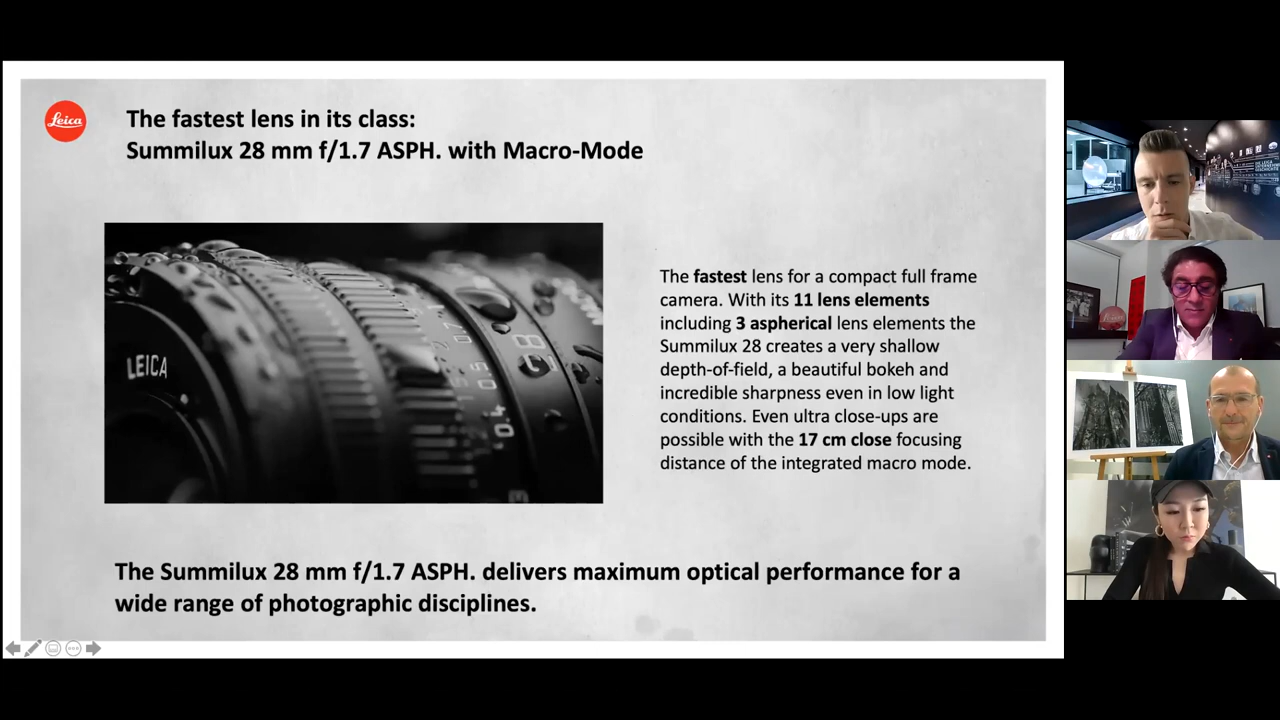 Leica
The fastest lens in its class:
Summilux 28 mm f/1.7 ASPH. with Macro-Mode
LEICA
The fastest lens for a compact full frame
camera. With its 11 lens elements
including 3 aspherical lens elements the
Summilux 28 creates a very shallow
depth-of-field, a beautiful bokeh and
incredible sharpness even in low light
conditions. Even ultra close-ups are
possible with the 17 cm close focusing
distance of the integrated macro mode.
The Summilux 28 mm f/1.7 ASPH. delivers maximum optical performance for a
wide range of photographic disciplines.